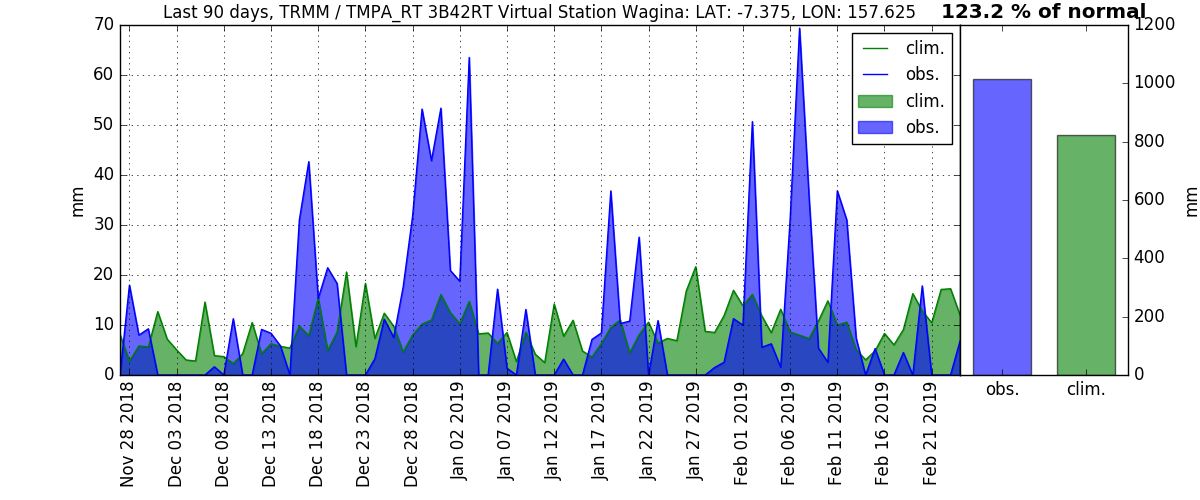 Last 90 days, TRMM / TMPA_RT 3B42RT Virtual Station Wagina: LAT: -7.375, LON: 157.625
123.2 % of normal
70
60
50
40
30
20
10
0
mm
clim.
obs.
clim.
obs.
1200
1000
800
600
400
200
0
mm
obs.
clim.
Nov 28 2018
Dec 03 2018
Dec 08 2018
Dec 13 2018
Dec 18 2018
Dec 23 2018
Dec 28 2018
Jan 02 2019
Jan 07 2019
Jan 12 2019
Jan 17 2019
Jan 22 2019
Jan 27 2019
Feb 01 2019
Feb 06 2019
Feb 11 2019
Feb 16 2019
Feb 21 2019